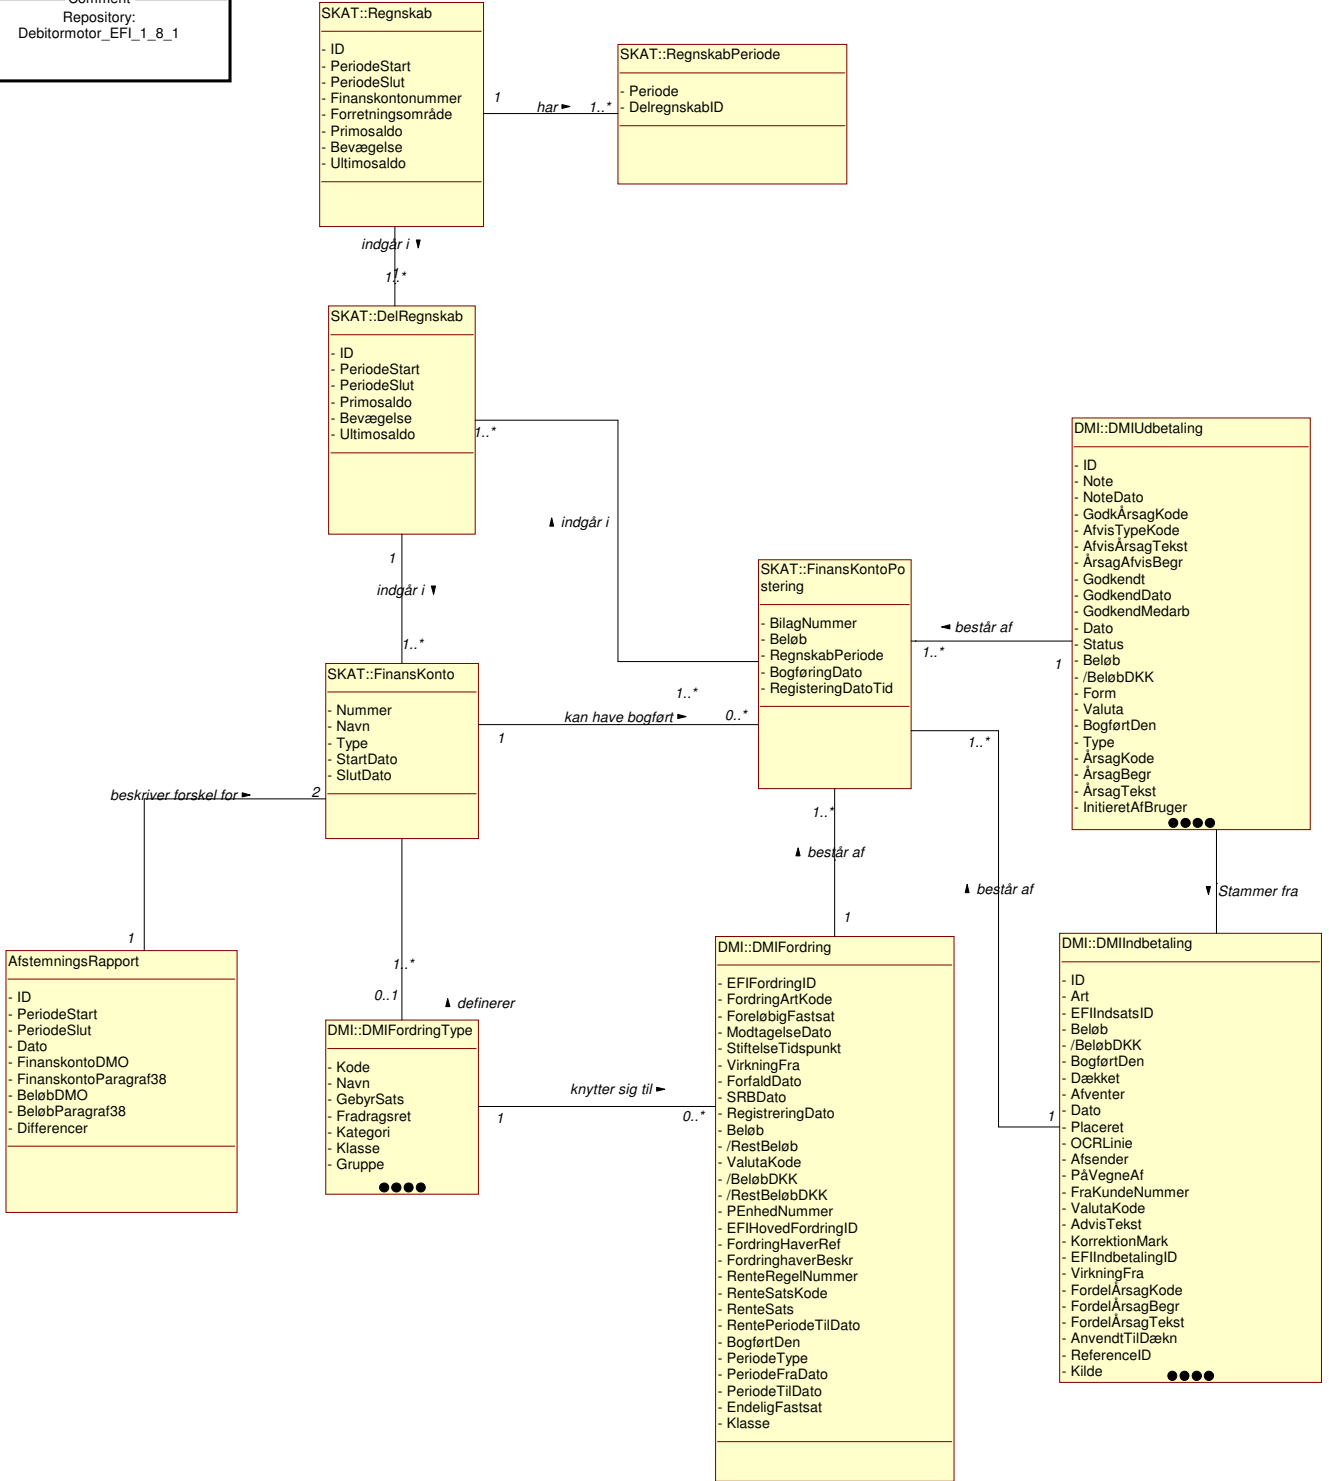 Comment
Repository:
Debitormotor_EFI_1_8_1
SKAT::Regnskab
- ID
- PeriodeStart
- PeriodeSlut
- Finanskontonummer
- Forretningsområde
- Primosaldo
- Bevægelse
- Ultimosaldo
1
har ►
1..*
SKAT::RegnskabPeriode
- Periode
- DelregnskabID
indgår i ▼
1
1..*
SKAT::DelRegnskab
- ID
- PeriodeStart
- PeriodeSlut
- Primosaldo
- Bevægelse
- Ultimosaldo
1..*
▲ indgår i
1
indgår i ▼
1..*
SKAT::FinansKonto
- Nummer
- Navn
- Type
- StartDato
- SlutDato
1..*
kan have bogført ►
0..*
1
SKAT::FinansKontoPo
stering
- BilagNummer
- Beløb
- RegnskabPeriode
- BogføringDato
- RegisteringDatoTid
◄ består af
1..*
1
DMI::DMIUdbetaling
- ID
- Note
- NoteDato
- GodkÅrsagKode
- AfvisTypeKode
- AfvisÅrsagTekst
- ÅrsagAfvisBegr
- Godkendt
- GodkendDato
- GodkendMedarb
- Dato
- Status
- Beløb
- /BeløbDKK
- Form
- Valuta
- BogførtDen
- Type
- ÅrsagKode
- ÅrsagBegr
- ÅrsagTekst
- InitieretAfBruger
beskriver forskel for ►
2
1
1..*
▲ består af
1
1..*
▲ består af
1
▼ Stammer fra
AfstemningsRapport
- ID
- PeriodeStart
- PeriodeSlut
- Dato
- FinanskontoDMO
- FinanskontoParagraf38
- BeløbDMO
- BeløbParagraf38
- Differencer
1..*
0..1
▲ definerer
DMI::DMIFordringType
- Kode
- Navn
- GebyrSats
- Fradragsret
- Kategori
- Klasse
- Gruppe
knytter sig til ►
1
0..*
DMI::DMIFordring
- EFIFordringID
- FordringArtKode
- ForeløbigFastsat
- ModtagelseDato
- StiftelseTidspunkt
- VirkningFra
- ForfaldDato
- SRBDato
- RegistreringDato
- Beløb
- /RestBeløb
- ValutaKode
- /BeløbDKK
- /RestBeløbDKK
- PEnhedNummer
- EFIHovedFordringID
- FordringHaverRef
- FordringhaverBeskr
- RenteRegelNummer
- RenteSatsKode
- RenteSats
- RentePeriodeTilDato
- BogførtDen
- PeriodeType
- PeriodeFraDato
- PeriodeTilDato
- EndeligFastsat
- Klasse
DMI::DMIIndbetaling
- ID
- Art
- EFIIndsatsID
- Beløb
- /BeløbDKK
- BogførtDen
- Dækket
- Afventer
- Dato
- Placeret
- OCRLinie
- Afsender
- PåVegneAf
- FraKundeNummer
- ValutaKode
- AdvisTekst
- KorrektionMark
- EFIIndbetalingID
- VirkningFra
- FordelÅrsagKode
- FordelÅrsagBegr
- FordelÅrsagTekst
- AnvendtTilDækn
- ReferenceID
- Kilde